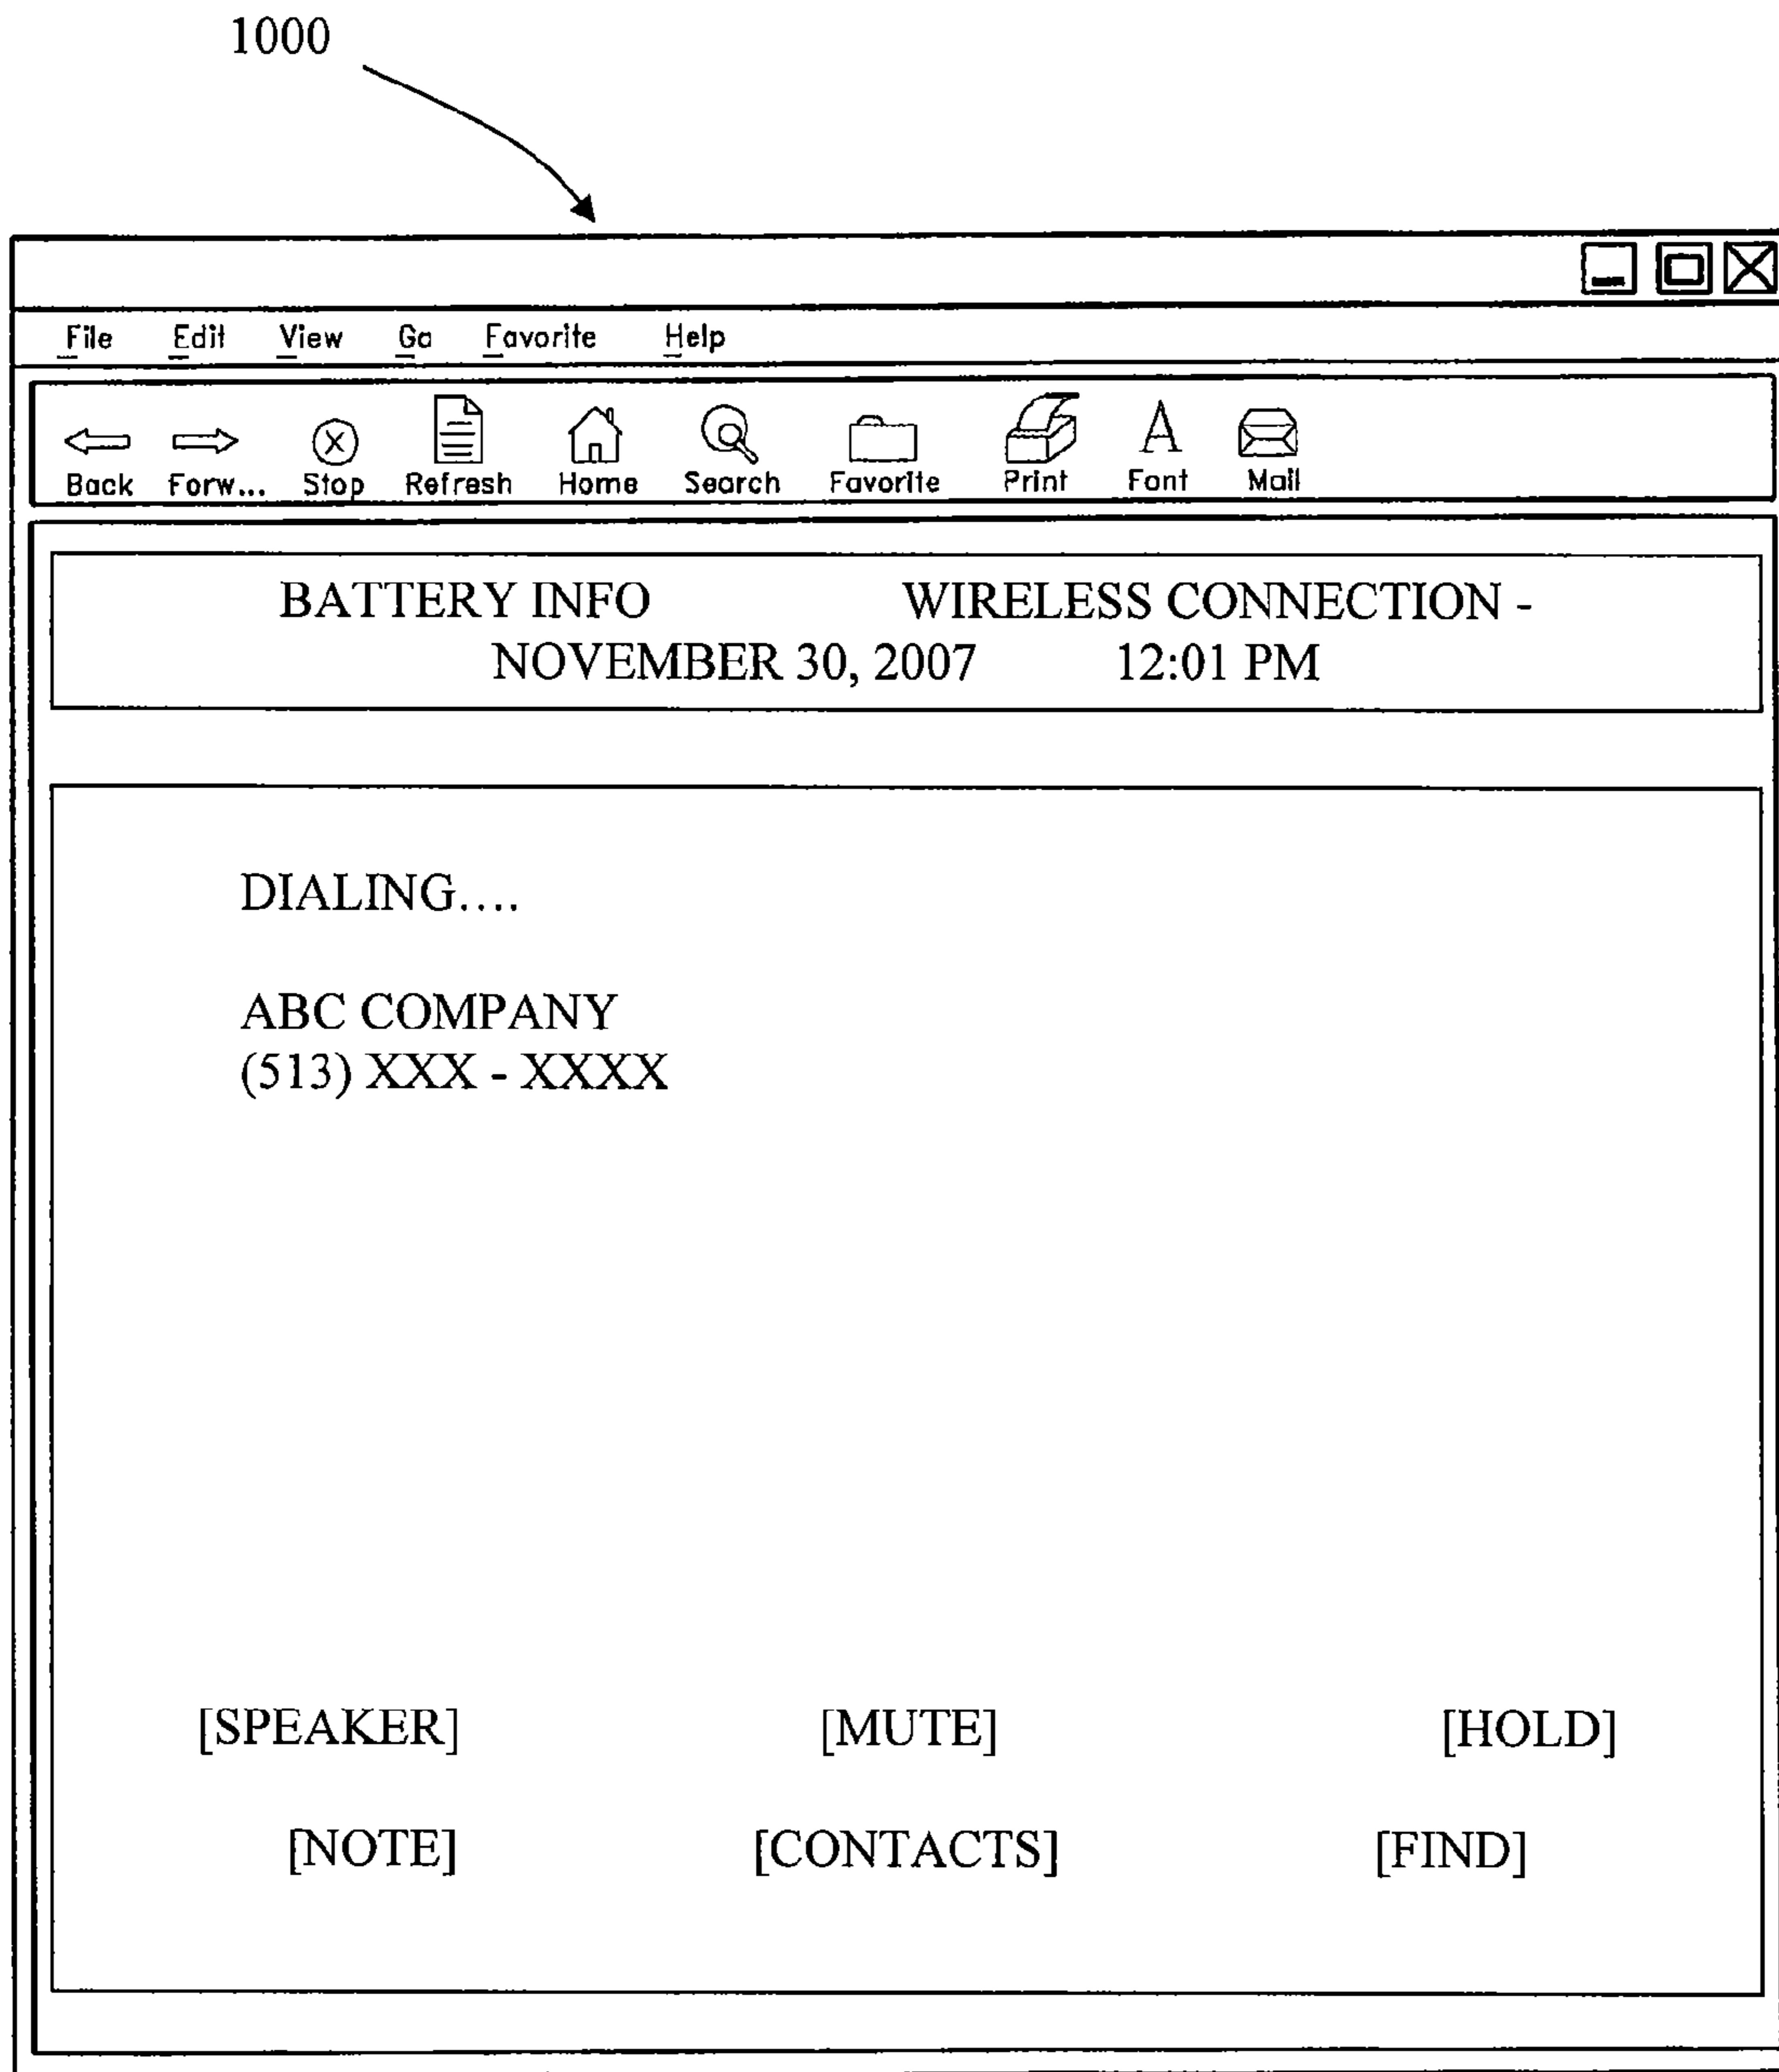 1000
File Edit View Go Favorite Help
Back Forw... Stop Refresh Home Search Favorite Print Font Mail
BATTERY INFO WIRELESS CONNECTION -
NOVEMBER 30, 2007 12:01 PM
DIALING....
ABC COMPANY
(513) XXX - XXXX
[SPEAKER] [MUTE] [HOLD]
[NOTE] [CONTACTS] [FIND]